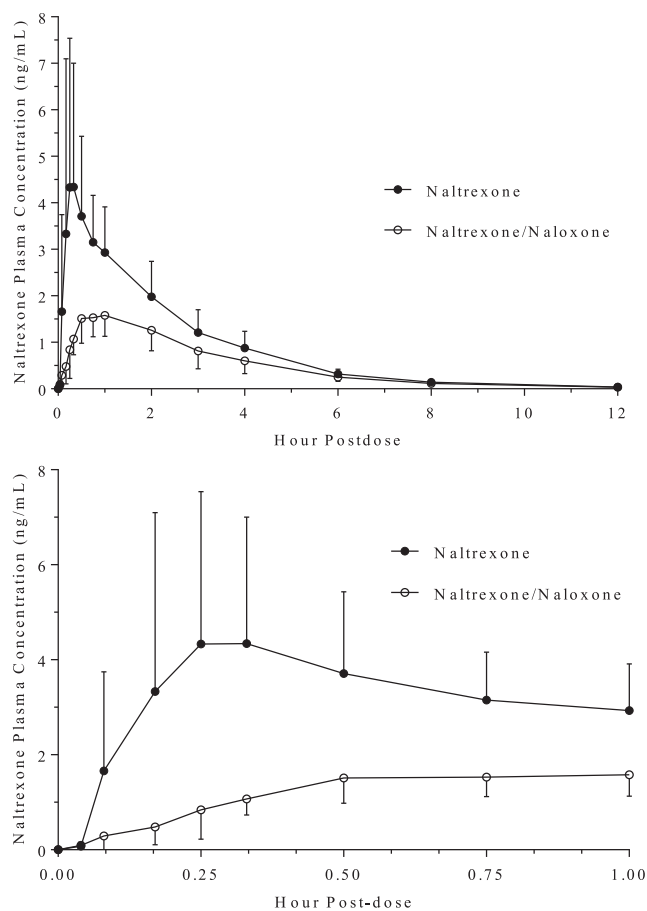 Naltrexone Plasma Concentration (ng/mL)
8
7
6
5
4
3
2
1
0
Naltrexone
Naltrexone/Naloxone
0 2 4 6 8 10 12
Hour Postdose
Naltrexone Plasma Concentration (ng/mL)
8
6
4
2
0
Naltrexone
Naltrexone/Naloxone
0.00 0.25 0.50 0.75 1.00
Hour Post-dose